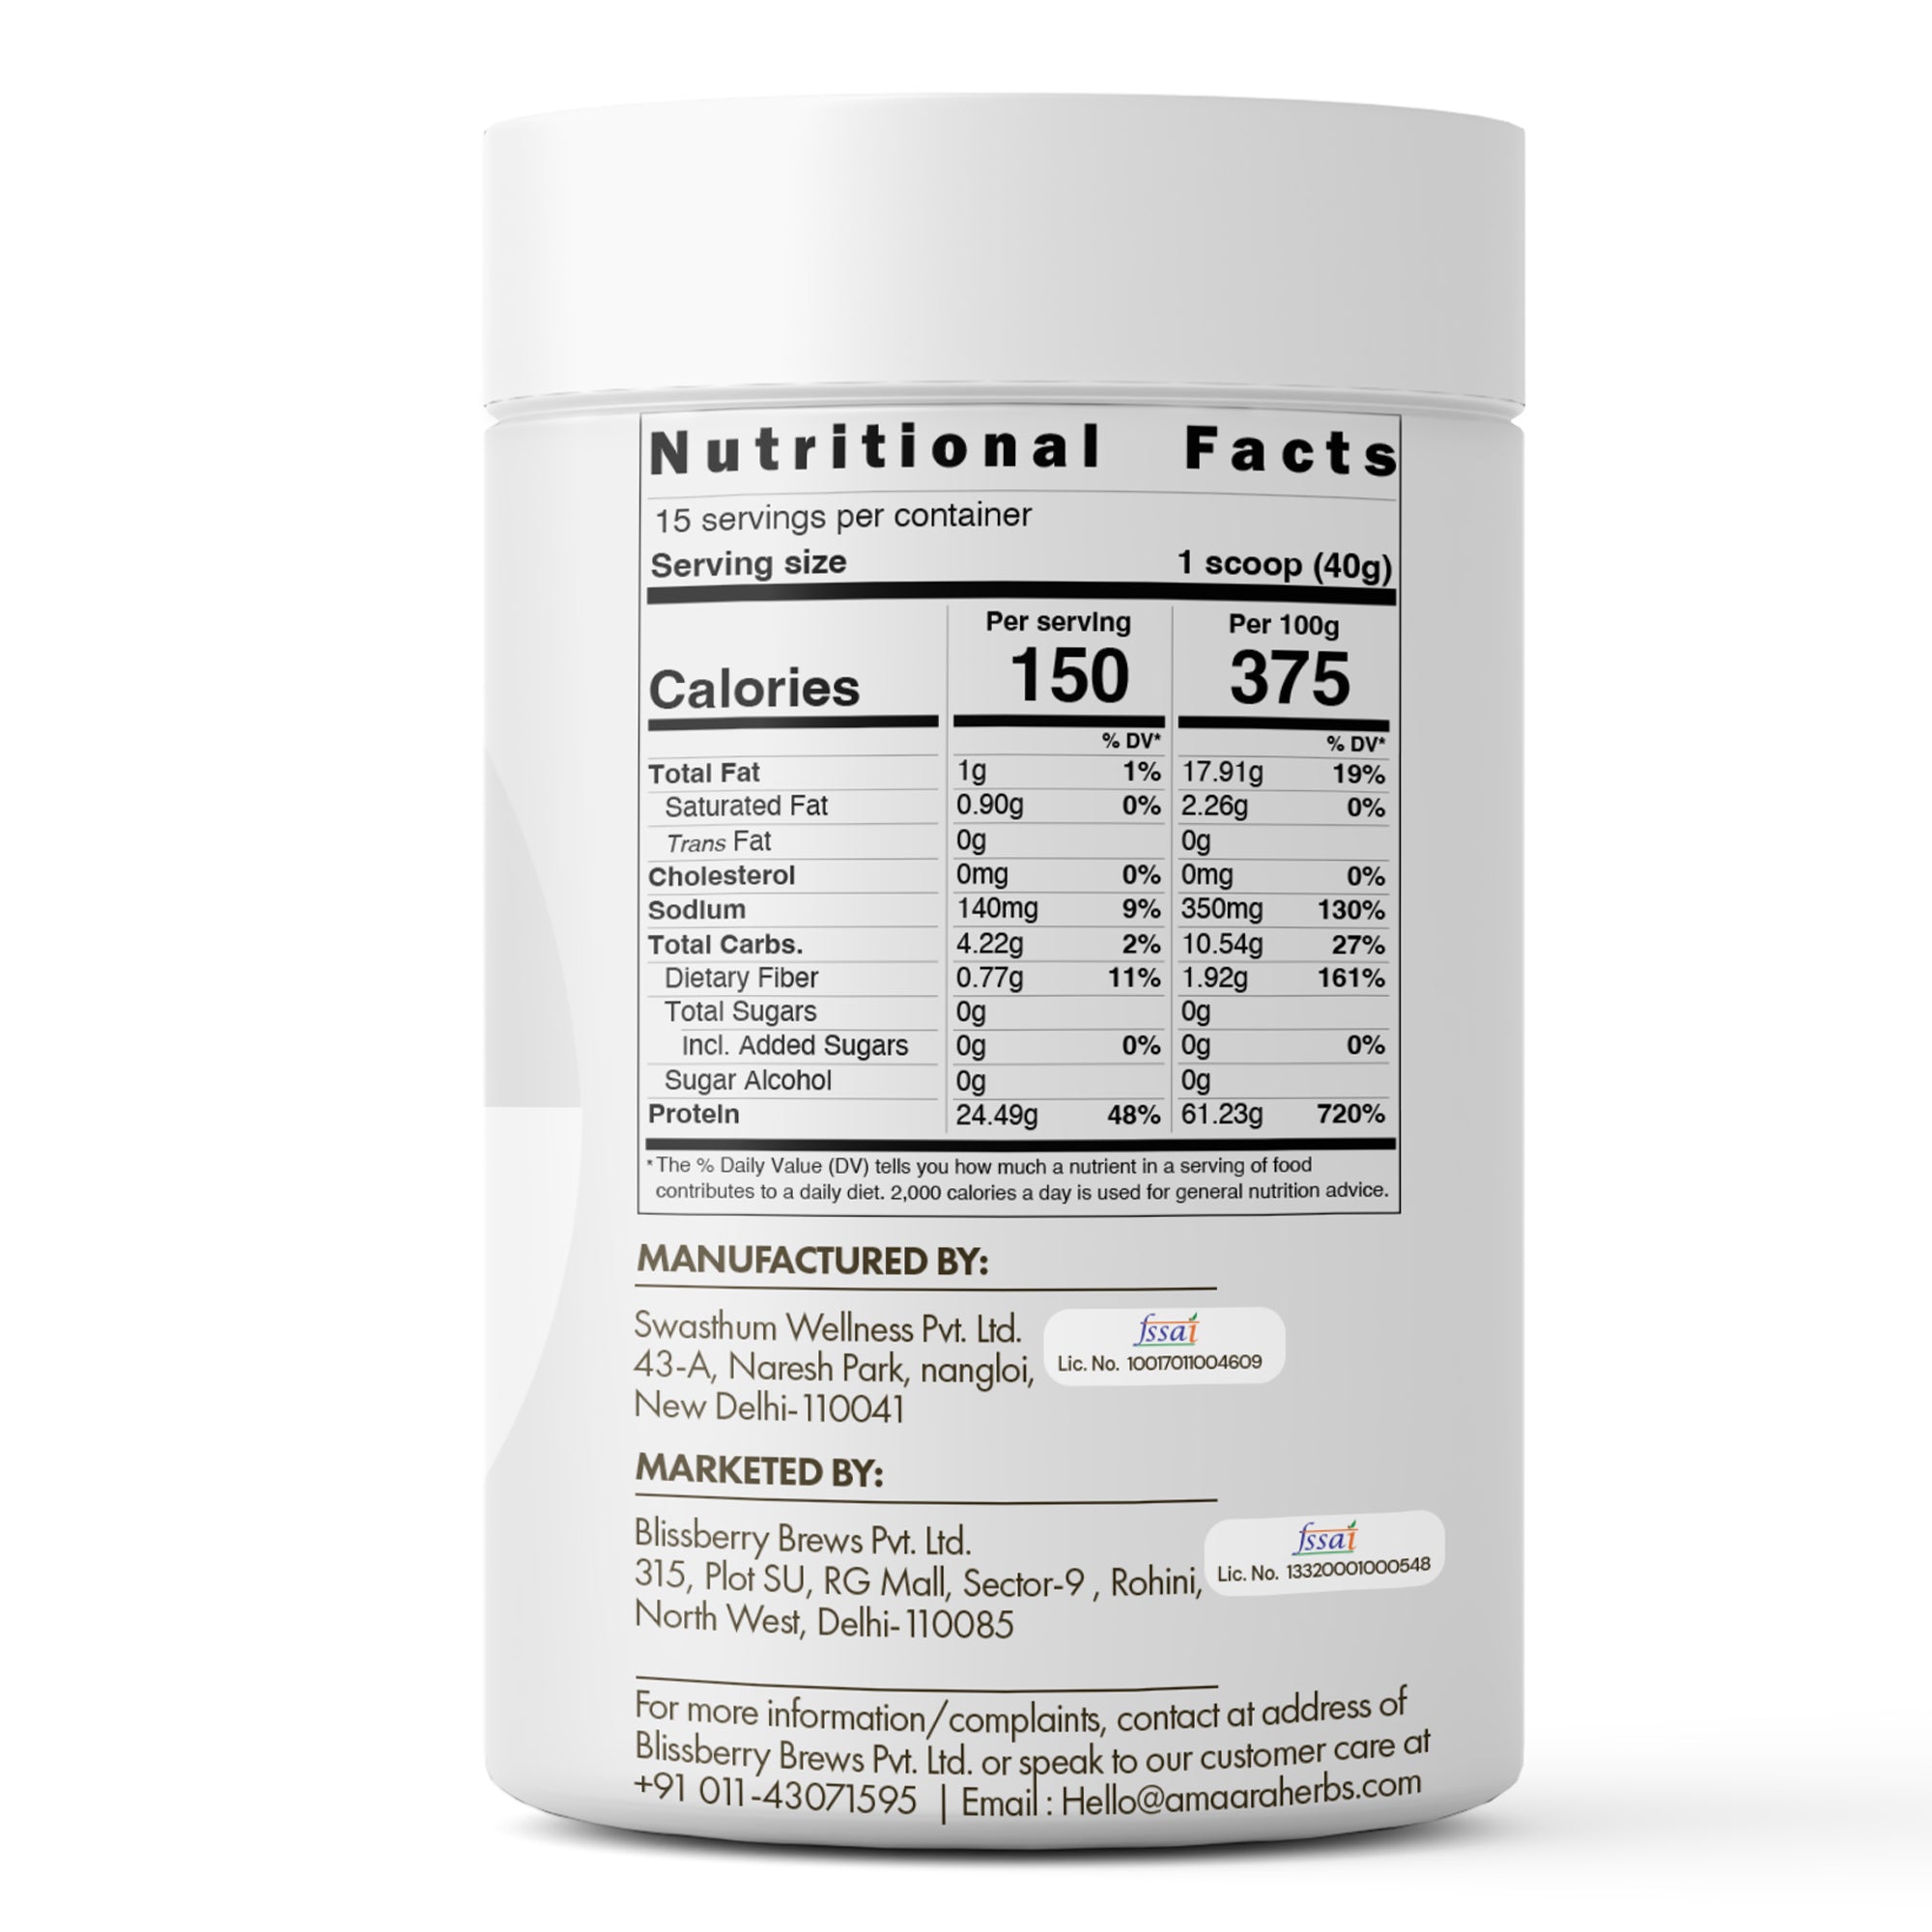 Nutritional Facts
15 servings per container
Serving size 1 scoop (40g)
Per serving Per 100g
Calories 150 375
% DV* % DV*
Total Fat 1g 1% 17.91g 19%
Saturated Fat 0.90g 0% 2.26g 0%
Trans Fat 0g 0g
Cholesterol 0mg 0% 0mg 0%
Sodium 140mg 9% 350mg 130%
Total Carbs. 4.22g 2% 10.54g 27%
Dietary Fiber 0.77g 11% 1.92g 161%
Total Sugars 0g 0g
Incl. Added Sugars 0g 0% 0g 0%
Sugar Alcohol 0g 0g
Protein 24.49g 48% 61.23g 720%
*The % Daily Value (DV) tells you how much a nutrient in a serving of food
contributes to a daily diet. 2,000 calories a day is used for general nutrition advice.
MANUFACTURED BY:
Swasthum Wellness Pvt. Ltd.
43-A, Naresh Park, nangloi,
New Delhi-110041
fssai
Lic. No. 10017011004609
MARKETED BY:
Blissberry Brews Pvt. Ltd.
315, Plot SU, RG Mall, Sector-9 , Rohini,
North West, Delhi-110085
fssai
Lic. No. 13320001000548
For more information/complaints, contact at address of
Blissberry Brews Pvt. Ltd. or speak to our customer care at
+91 011-43071595 | Email : Hello@amaaraherbs.com